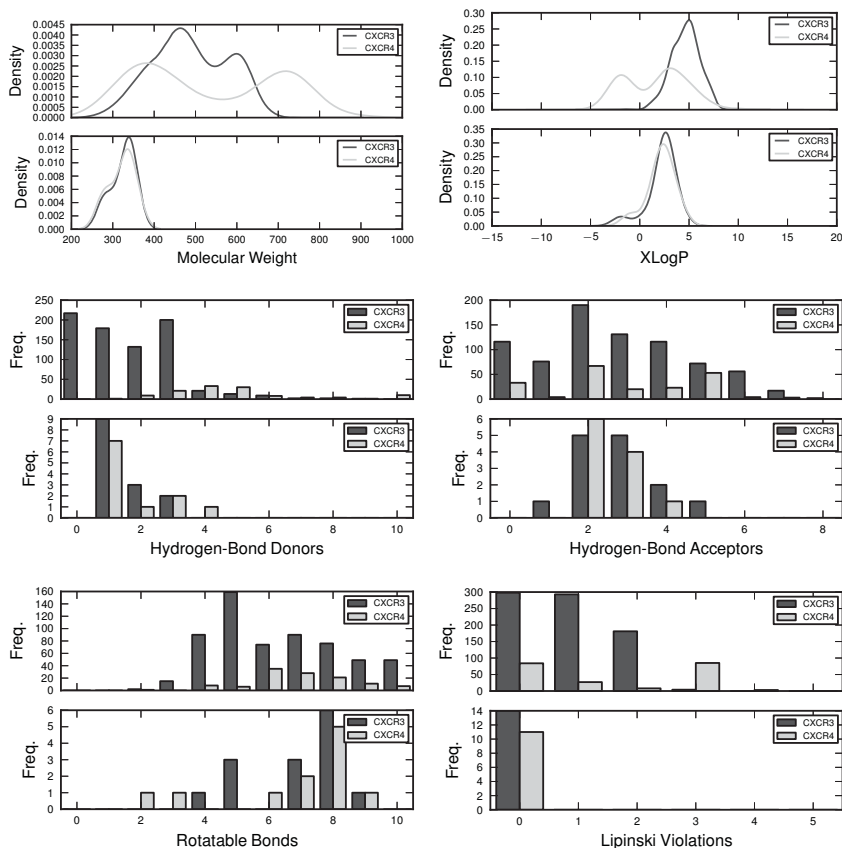 0.0045
0.0040
0.0035
0.0030
0.0025
0.0020
0.0015
0.0010
0.0005
0.0000
Density
CXCR3
CXCR4
0.014
0.012
0.010
0.008
0.006
0.004
0.002
0.000
Density
CXCR3
CXCR4
200 300 400 500 600 700 800 900 1000
Molecular Weight
0.30
0.25
0.20
0.15
0.10
0.05
0.00
Density
CXCR3
CXCR4
0.35
0.30
0.25
0.20
0.15
0.10
0.05
0.00
Density
CXCR3
CXCR4
−15 −10 −5 0 5 10 15 20
XLogP
250
200
150
100
50
0
Freq.
CXCR3
CXCR4
9
8
7
6
5
4
3
2
1
0
Freq.
CXCR3
CXCR4
0 2 4 6 8 10
Hydrogen-Bond Donors
200
150
100
50
0
Freq.
CXCR3
CXCR4
6
5
4
3
2
1
0
Freq.
CXCR3
CXCR4
0 2 4 6 8
Hydrogen-Bond Acceptors
160
140
120
100
80
60
40
20
0
Freq.
CXCR3
CXCR4
6
5
4
3
2
1
0
Freq.
CXCR3
CXCR4
0 2 4 6 8 10
Rotatable Bonds
300
250
200
150
100
50
0
Freq.
CXCR3
CXCR4
14
12
10
8
6
4
2
0
Freq.
CXCR3
CXCR4
0 1 2 3 4 5
Lipinski Violations